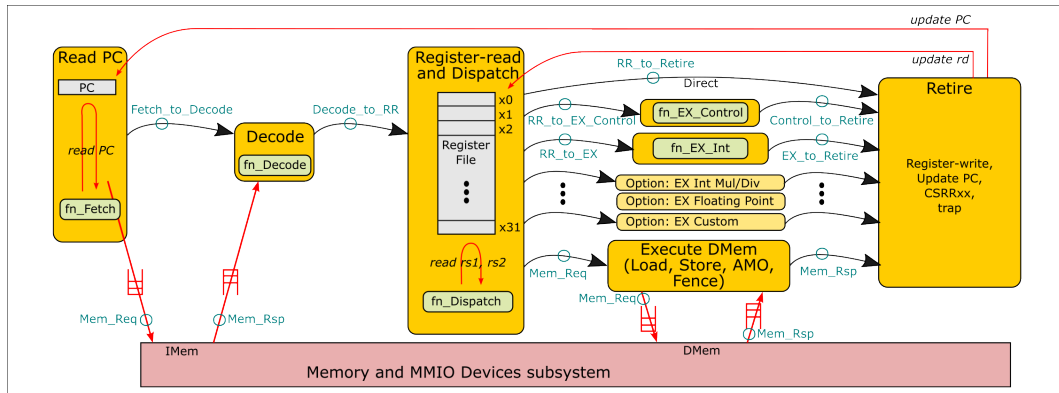 update PC
Read PC
Register-read
and Dispatch
RR_to_Retire
update rd
PC
Direct
Retire
x0
Fetch_to_Decode
Decode_to_RR
x1
RR_to_EX_Control
fn_EX_Control
Control_to_Retire
x2
read PC
Decode
fn_Decode
Register
File
RR_to_EX
fn_EX_Int
EX_to_Retire
Register-write,
Update PC,
CSRRxx,
trap
Option: EX Int Mul/Div
Option: EX Floating Point
Option: EX Custom
fn_Fetch
x31
read rs1, rs2
fn_Dispatch
Mem_Req
Execute DMem
(Load, Store, AMO,
Fence)
Mem_Rsp
Mem_Req
Mem_Rsp
Mem_Req
Mem_Rsp
IMem
DMem
Memory and MMIO Devices subsystem